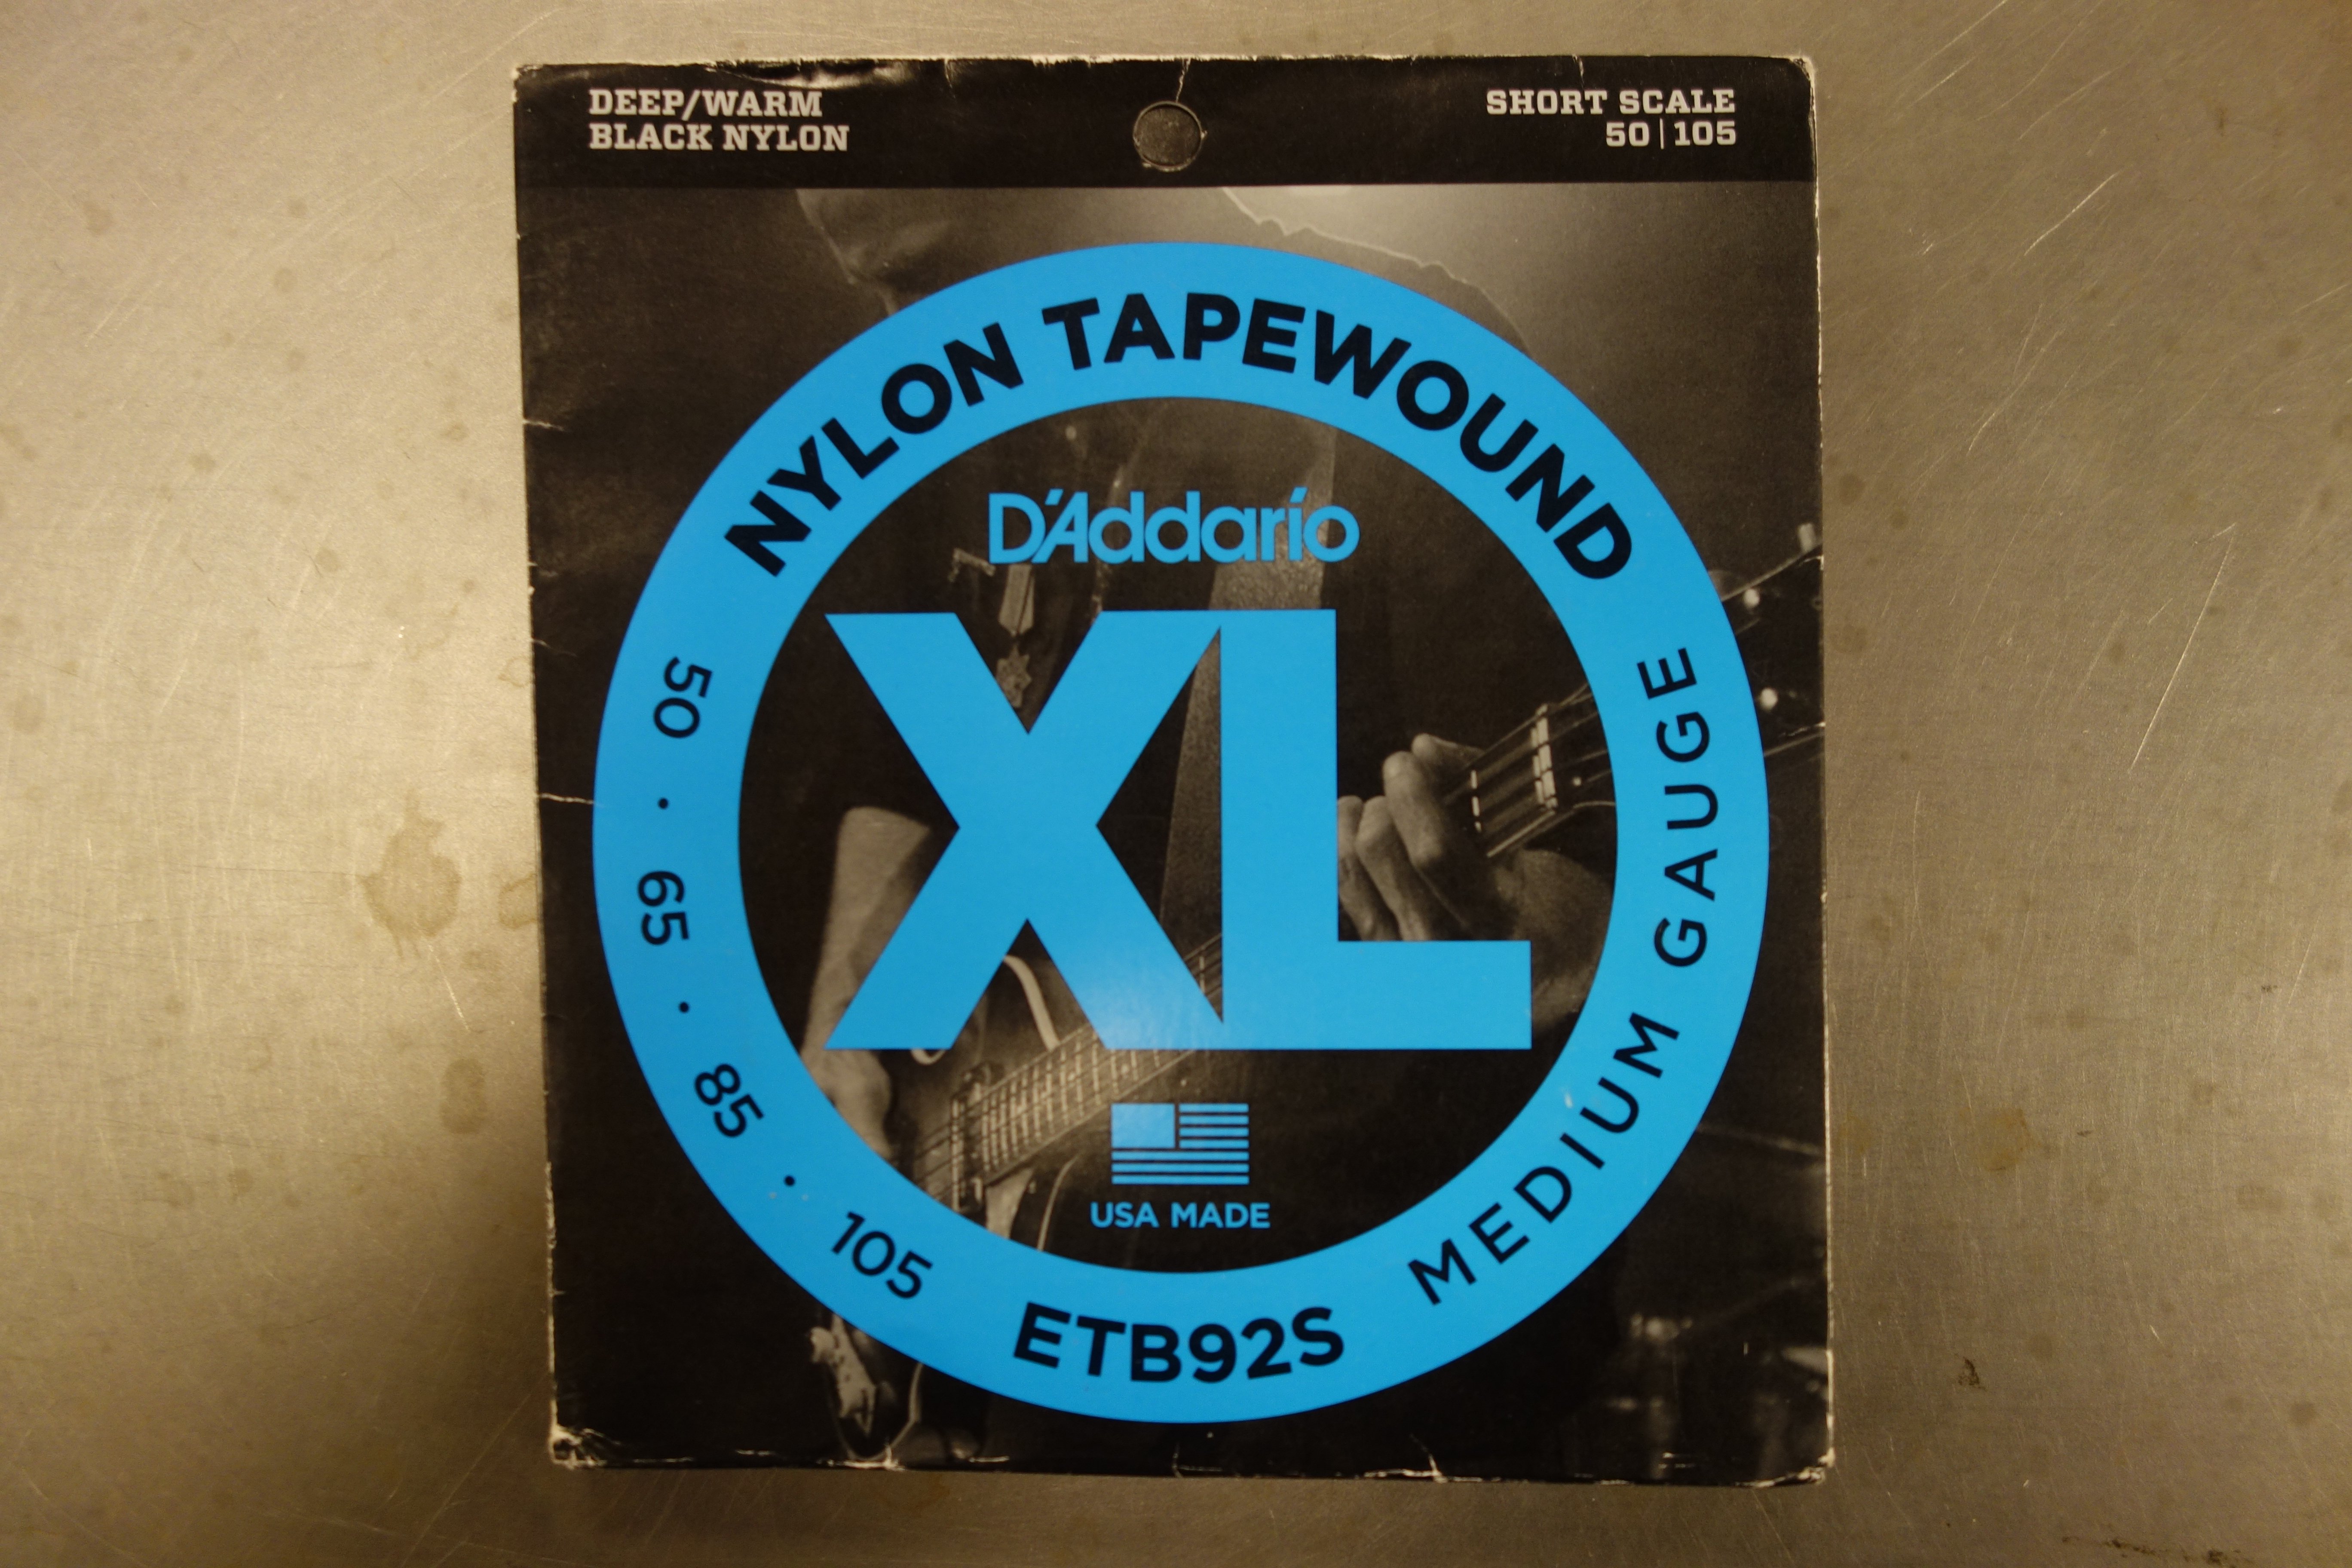 DEEP/WARM
BLACK NYLON
SHORT SCALE
50|105
NYLON TAPEWOUND
D'Addario
XL
USA MADE
50 · 65 · 85 · 105
ETB92S
MEDIUM GAUGE